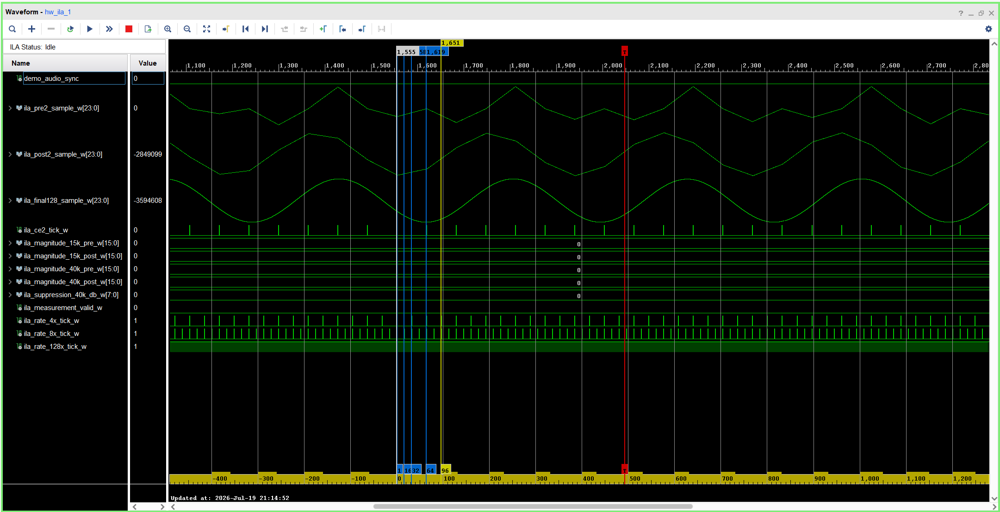 Waveform - hw_ila_1
ILA Status: Idle
Name Value
1,651
1,555 58 1,619 T
1,100 1,200 1,300 1,400 1,500 1,600 1,700 1,800 1,900 2,000 2,100 2,200 2,300 2,400 2,500 2,600 2,700 2,80
demo_audio_sync 0
ila_pre2_sample_w[23:0] 0
ila_post2_sample_w[23:0] -2849099
ila_final128_sample_w[23:0] -3594608
ila_ce2_tick_w 0
ila_magnitude_15k_pre_w[15:0] 0 0
ila_magnitude_15k_post_w[15:0] 0 0
ila_magnitude_40k_pre_w[15:0] 0 0
ila_magnitude_40k_post_w[15:0] 0 0
ila_suppression_40k_db_w[7:0] 0 0
ila_measurement_valid_w 0
ila_rate_4x_tick_w 1
ila_rate_8x_tick_w 1
ila_rate_128x_tick_w 1
1 16 32 64 96 T
-400 -300 -200 -100 0 100 200 300 400 500 600 700 800 900 1,000 1,100 1,200
Updated at: 2026-Jul-19 21:14:52